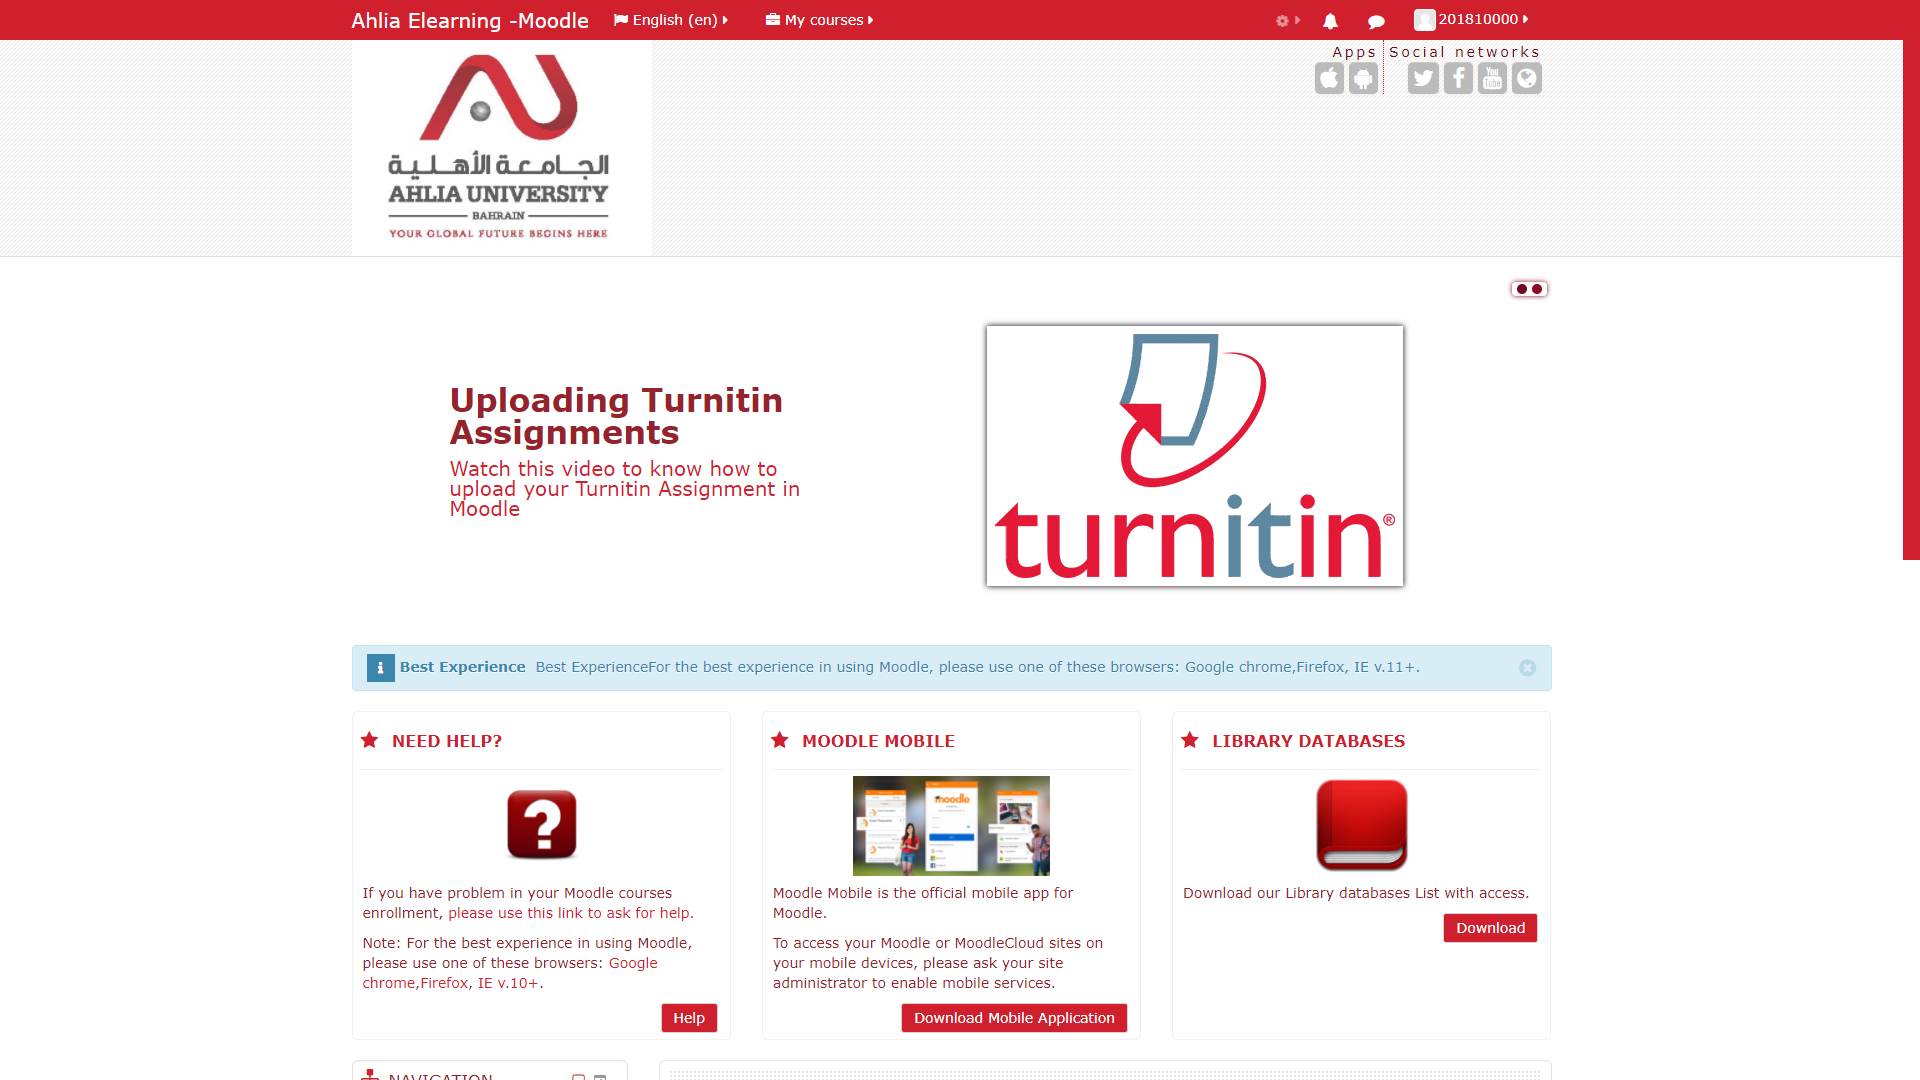 Ahlia Elearning -Moodle
English (en)
My courses
201810000
Apps
Social networks
You
Tube
الجامعة الأهلية
AHLIA UNIVERSITY
BAHRAIN
YOUR GLOBAL FUTURE BEGINS HERE
Uploading Turnitin
Assignments
Watch this video to know how to
upload your Turnitin Assignment in
Moodle
turnitin®
Best Experience Best ExperienceFor the best experience in using Moodle, please use one of these browsers: Google chrome,Firefox, IE v.11+.
NEED HELP?
If you have problem in your Moodle courses
enrollment, please use this link to ask for help.
Note: For the best experience in using Moodle,
please use one of these browsers: Google
chrome,Firefox, IE v.10+.
Help
MOODLE MOBILE
moodle
Moodle Mobile is the official mobile app for
Moodle.
To access your Moodle or MoodleCloud sites on
your mobile devices, please ask your site
administrator to enable mobile services.
Download Mobile Application
LIBRARY DATABASES
Download our Library databases List with access.
Download
NAVIGATION